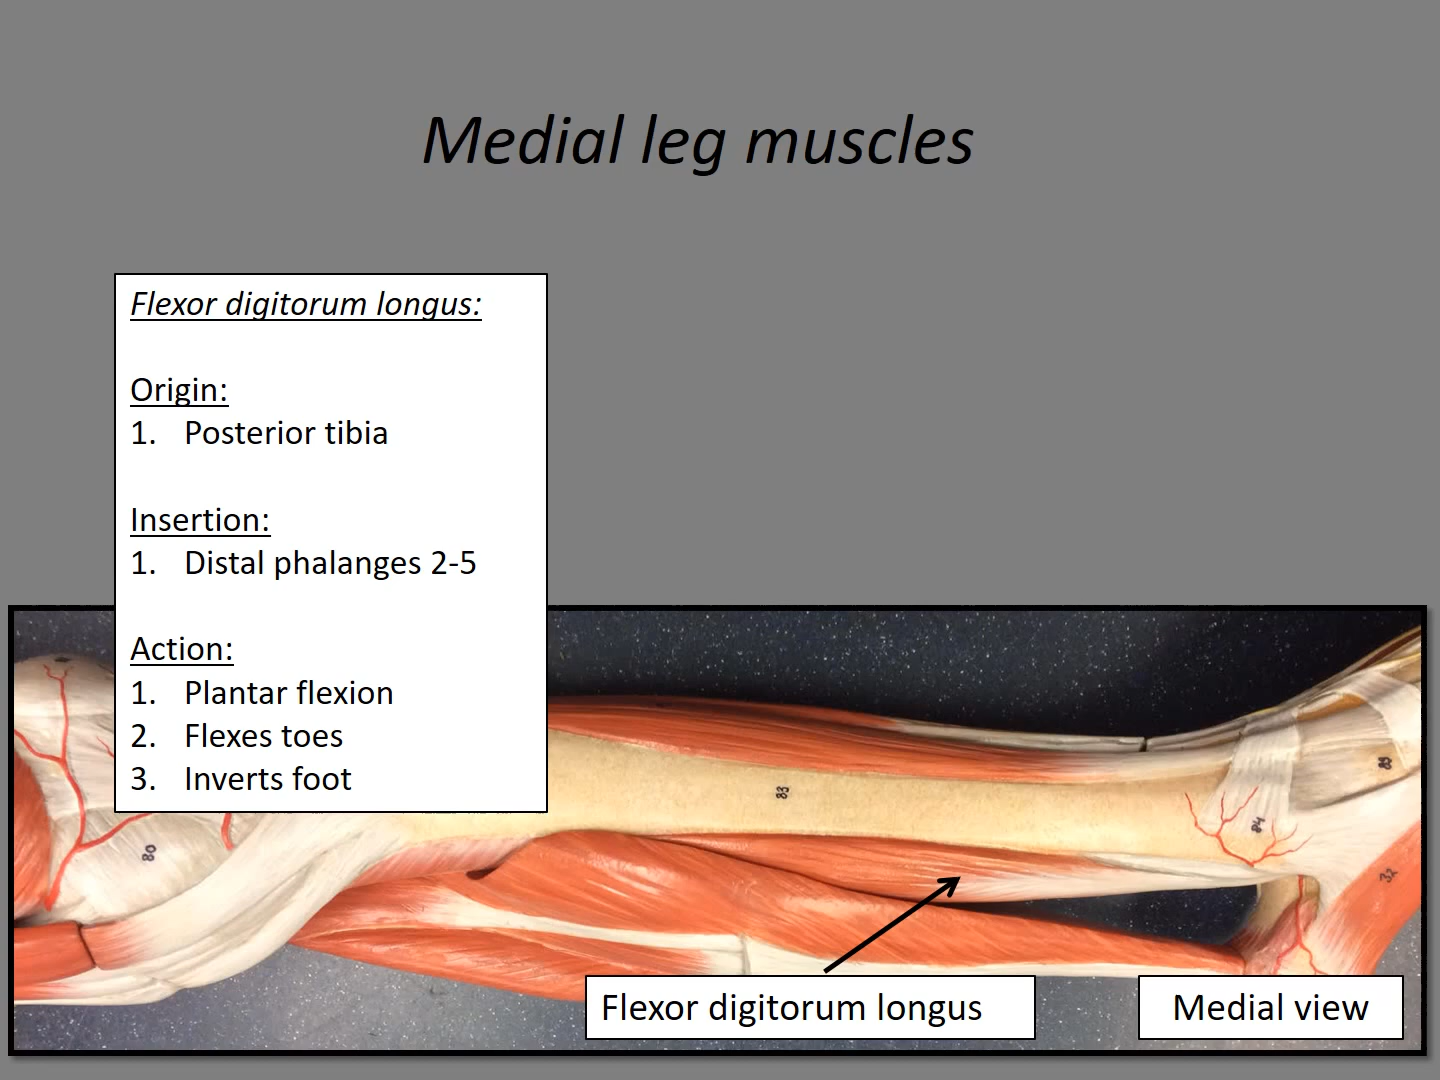 Medial leg muscles
Flexor digitorum longus:
Origin:
1. Posterior tibia
Insertion:
1. Distal phalanges 2-5
Action:
1. Plantar flexion
2. Flexes toes
3. Inverts foot
80
83
84
85
32
Flexor digitorum longus
Medial view